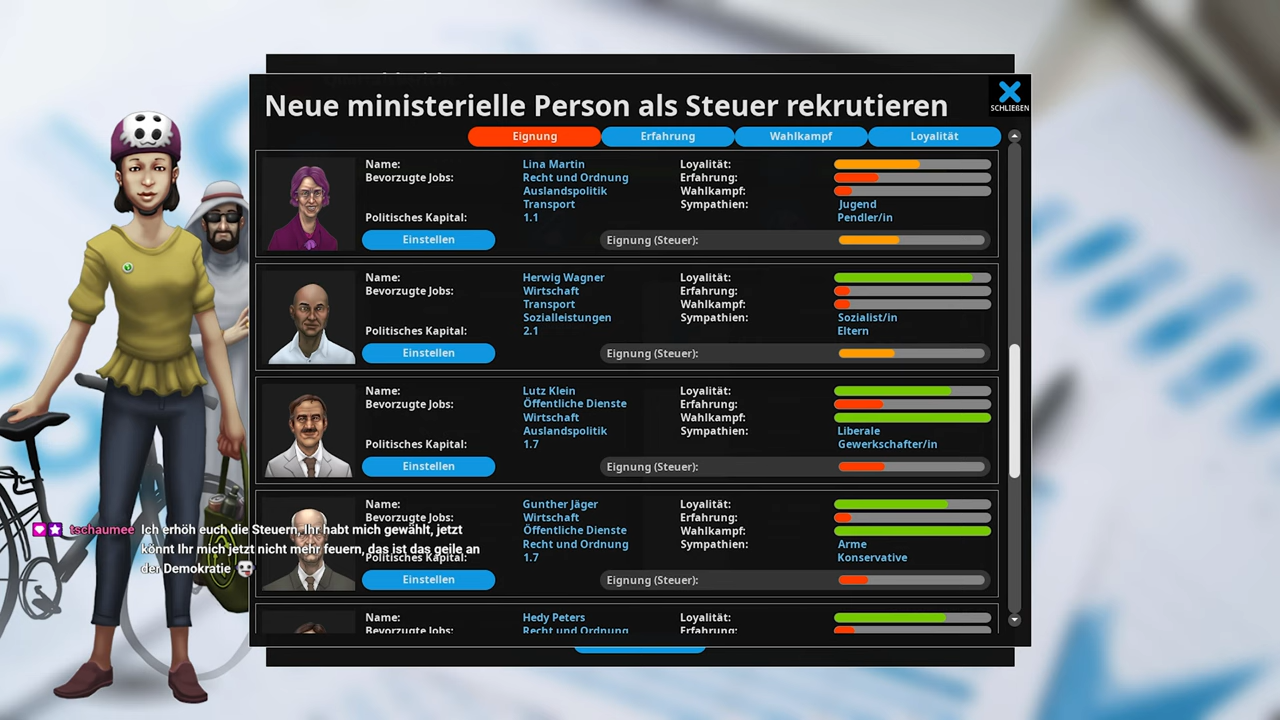 Neue ministerielle Person als Steuer rekrutieren
SCHLIEßEN
Eignung Erfahrung Wahlkampf Loyalität
Name: Lina Martin Loyalität:
Bevorzugte Jobs: Recht und Ordnung Erfahrung:
Auslandspolitik Wahlkampf:
Transport Sympathien: Jugend
Politisches Kapital: 1.1 Pendler/in
Einstellen Eignung (Steuer):
Name: Herwig Wagner Loyalität:
Bevorzugte Jobs: Wirtschaft Erfahrung:
Transport Wahlkampf:
Sozialleistungen Sympathien: Sozialist/in
Politisches Kapital: 2.1 Eltern
Einstellen Eignung (Steuer):
Name: Lutz Klein Loyalität:
Bevorzugte Jobs: Öffentliche Dienste Erfahrung:
Wirtschaft Wahlkampf:
Auslandspolitik Sympathien: Liberale
Politisches Kapital: 1.7 Gewerkschafter/in
Einstellen Eignung (Steuer):
Name: Gunther Jäger Loyalität:
Bevorzugte Jobs: Wirtschaft Erfahrung:
Öffentliche Dienste Wahlkampf:
Recht und Ordnung Sympathien: Arme
Politisches Kapital: 1.7 Konservative
Einstellen Eignung (Steuer):
Name: Hedy Peters Loyalität:
Bevorzugte Jobs: Recht und Ordnung Erfahrung:
tschaumee Ich erhöh euch die Steuern, Ihr habt mich gewählt, jetzt
könnt Ihr mich jetzt nicht mehr feuern, das ist das geile an
der Demokratie